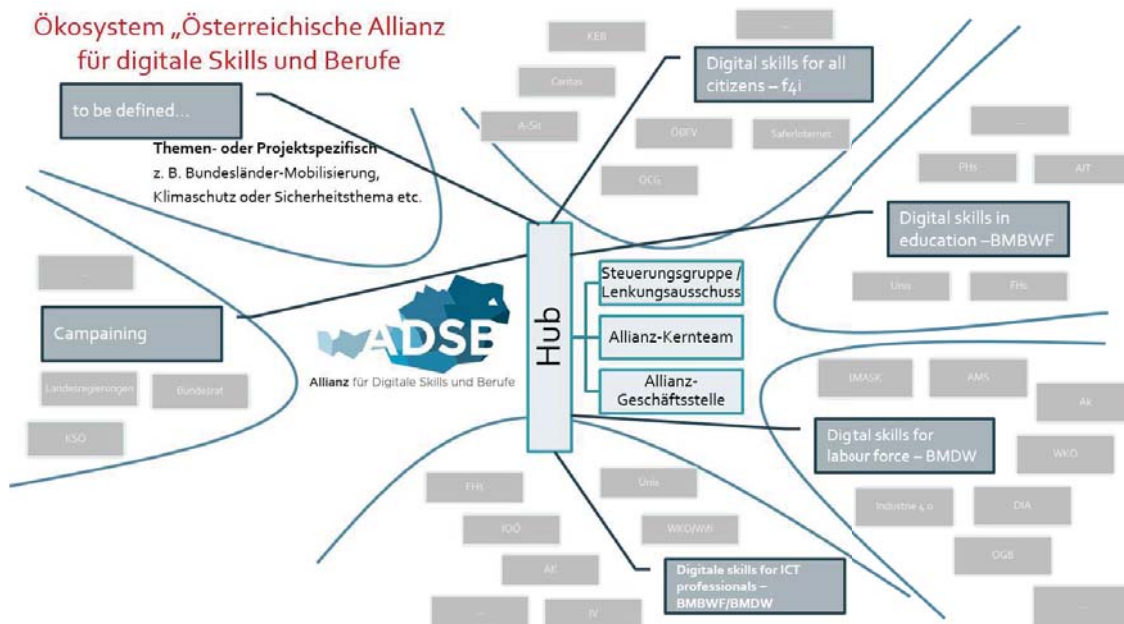 Ökosystem „Österreichische Allianz
für digitale Skills und Berufe
to be defined...
Themen- oder Projektspezifisch
z. B. Bundesländer-Mobilisierung,
Klimaschutz oder Sicherheitsthema etc.
KEB
...
Caritas
Digital skills for all
citizens – f4i
A-Sit
ÖBFV
SaferInternet
OCG
...
PHs
AIT
Digital skills in
education –BMBWF
Unis
FHs
...
Campaining
Landesregierungen
Bundesrat
KSÖ
ADSB
Allianz für Digitale Skills und Berufe
Hub
Steuerungsgruppe /
Lenkungsausschuss
Allianz-Kernteam
Allianz-
Geschäftsstelle
BMASK
AMS
Ak
Digtal skills for
labour force – BMDW
WKO
Industrie 4.0
DIA
ÖGB
...
FHs
Unis
IOÖ
WKO/Wifi
AK
Digitale skills for ICT
professionals –
BMBWF/BMDW
...
IV